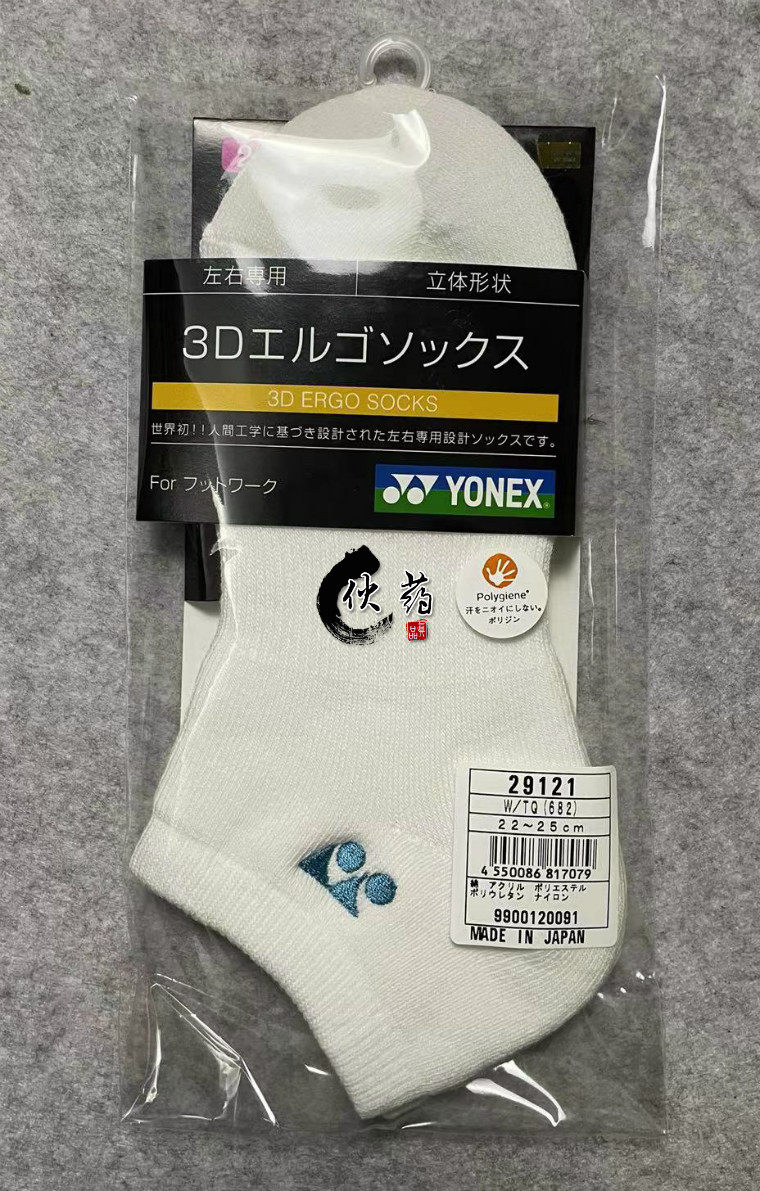 左右専用
立体形状
3Dエルゴソックス
3D ERGO SOCKS
世界初！！人間工学に基づき設計された左右専用設計ソックスです。
For フットワーク
YONEX®
伙 药
Polygiene®
汗をニオイにしない。
ポリジン
29121
W/TQ(682)
22～25cm
4 550086 817079
綿 アクリル ポリエステル
ポリウレタン ナイロン
9900120091
MADE IN JAPAN